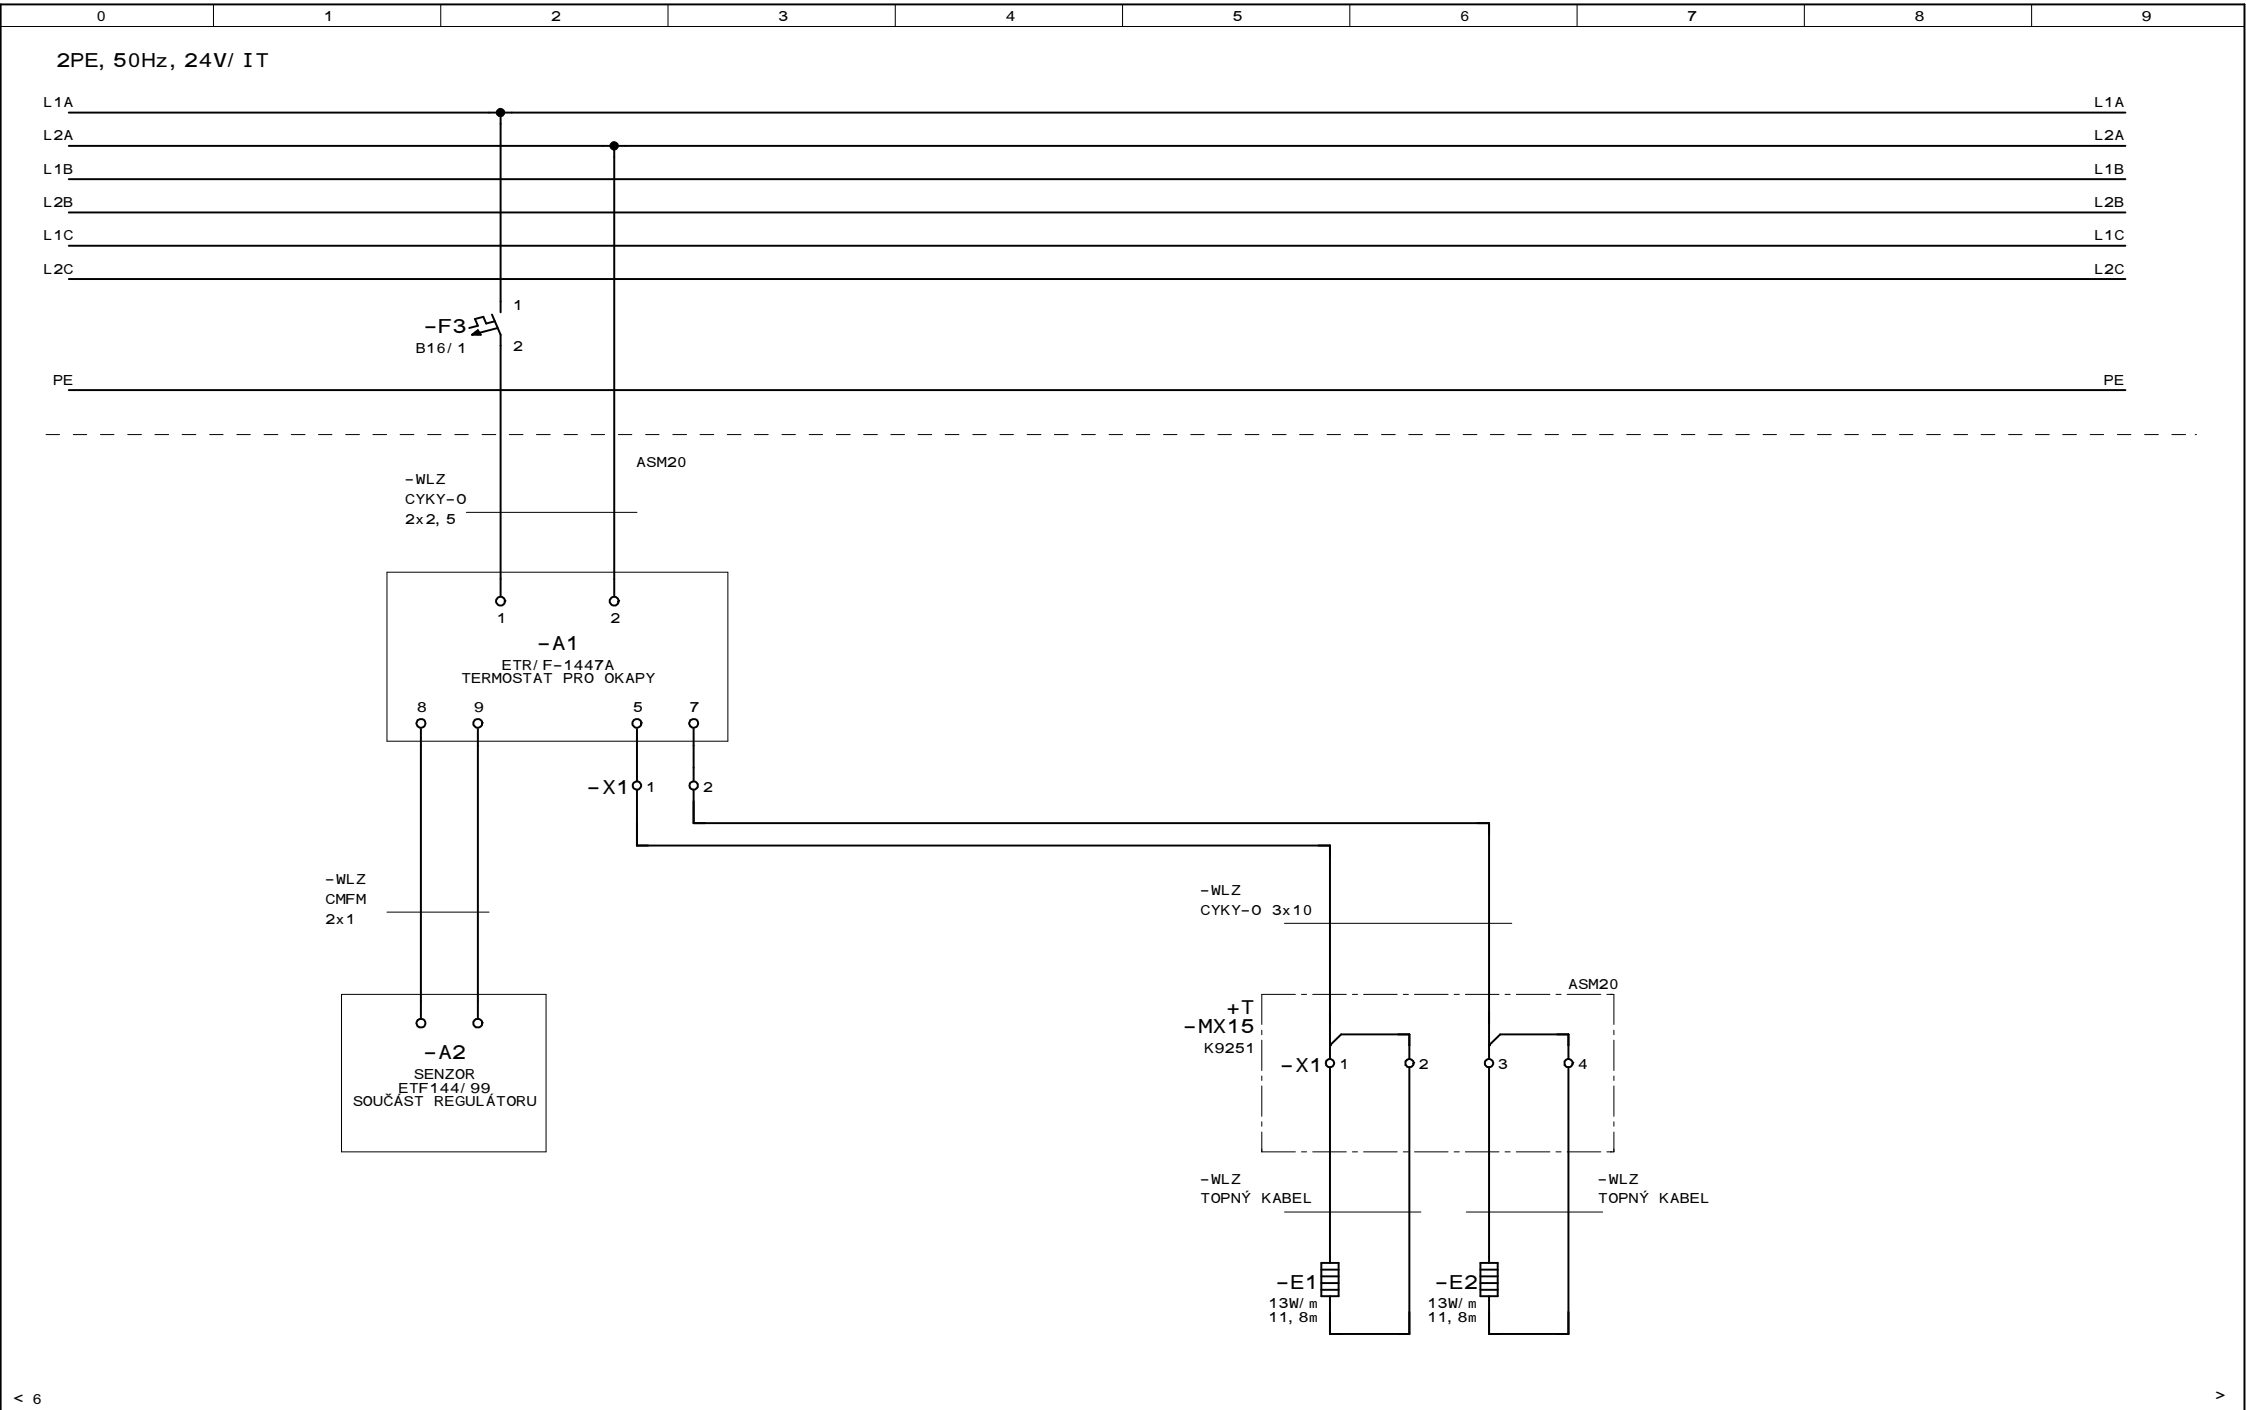 0 1 2 3 4 5 6 7 8 9
2PE, 50Hz, 24V/ IT
L1A L1A
L2A L2A
L1B L1B
L2B L2B
L1C L1C
L2C L2C
1
-F3
B16/ 1
2
PE PE
ASM20
-WLZ
CYKY-O
2x2, 5
1 2
-A1
ETR/ F-1447A
TERMOSTAT PRO OKAPY
8 9 5 7
-X1 1 2
-WLZ
CMFM
2x1
-WLZ
CYKY-O 3x10
ASM20
+T
-MX15
K9251
-X1 1 2 3 4
-A2
SENZOR
ETF144/ 99
SOUČÁST REGULÁTORU
-WLZ
TOPNÝ KABEL
-WLZ
TOPNÝ KABEL
-E1
13W/ m
11, 8m
-E2
13W/ m
11, 8m
< 6 >